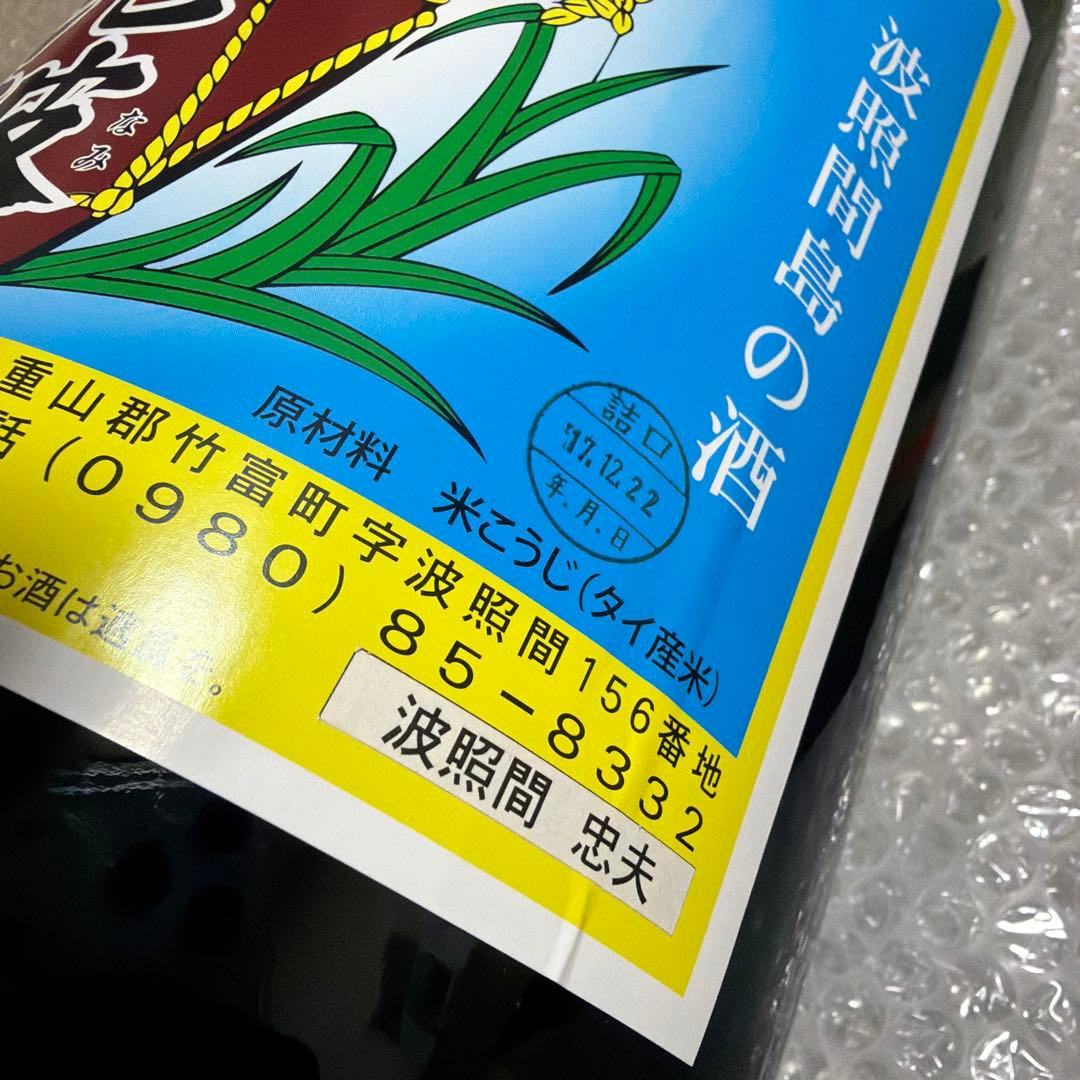 波照間島の酒
波
なみ
詰口
'17.12.22
年.月.日
原材料 米こうじ(タイ産米)
重山郡竹富町字波照間156番地
話(0980)85-8332
お酒は適量を。
波照間 忠夫